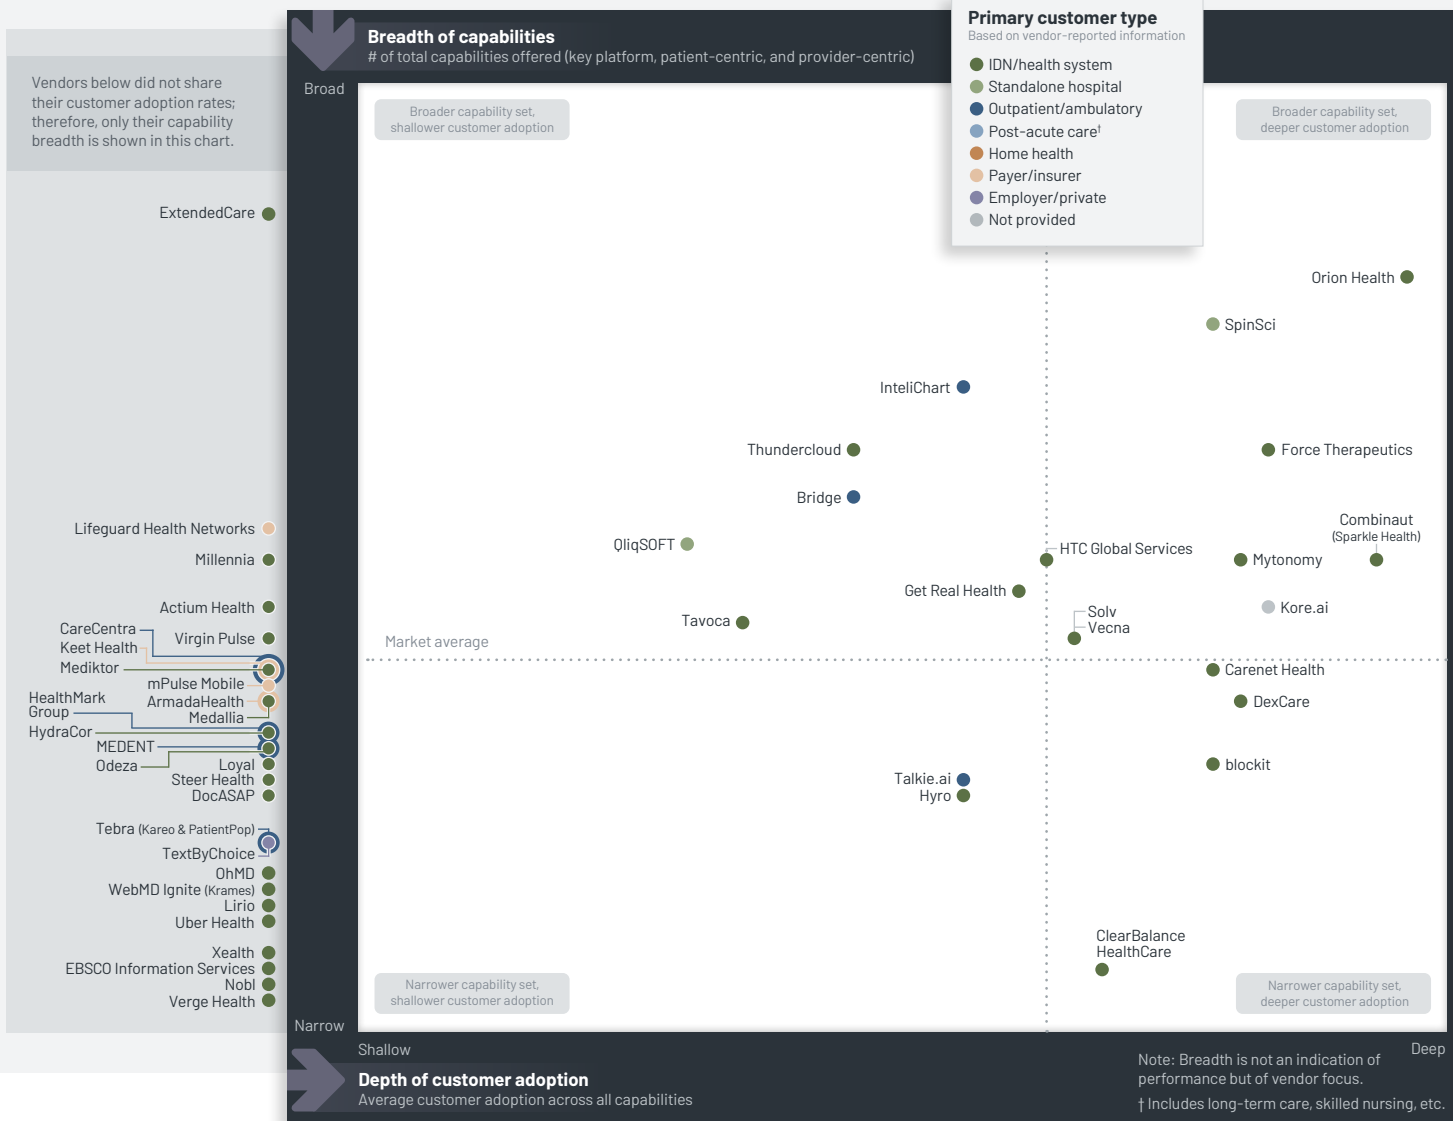 Breadth of capabilities
# of total capabilities offered (key platform, patient-centric, and provider-centric)
Primary customer type
Based on vendor-reported information
IDN/health system
Standalone hospital
Outpatient/ambulatory
Post-acute care†
Home health
Payer/insurer
Employer/private
Not provided
Vendors below did not share
their customer adoption rates;
therefore, only their capability
breadth is shown in this chart.
ExtendedCare
Lifeguard Health Networks
Millennia
Actium Health
CareCentra
Virgin Pulse
Keet Health
Mediktor
mPulse Mobile
HealthMark
Group
ArmadaHealth
Medallia
HydraCor
MEDENT
Odeza
Loyal
Steer Health
DocASAP
Tebra (Kareo & PatientPop)
TextByChoice
OhMD
WebMD Ignite (Krames)
Lirio
Uber Health
Xealth
EBSCO Information Services
Nobl
Verge Health
Broad
Broader capability set,
shallower customer adoption
Broader capability set,
deeper customer adoption
Orion Health
SpinSci
InteliChart
Thundercloud
Force Therapeutics
Bridge
Combinaut
(Sparkle Health)
QliqSOFT
HTC Global Services
Mytonomy
Get Real Health
Kore.ai
Solv
Vecna
Tavoca
Market average
Carenet Health
DexCare
blockit
Talkie.ai
Hyro
ClearBalance
HealthCare
Narrower capability set,
shallower customer adoption
Narrower capability set,
deeper customer adoption
Narrow
Shallow
Deep
Depth of customer adoption
Average customer adoption across all capabilities
Note: Breadth is not an indication of
performance but of vendor focus.
† Includes long-term care, skilled nursing, etc.